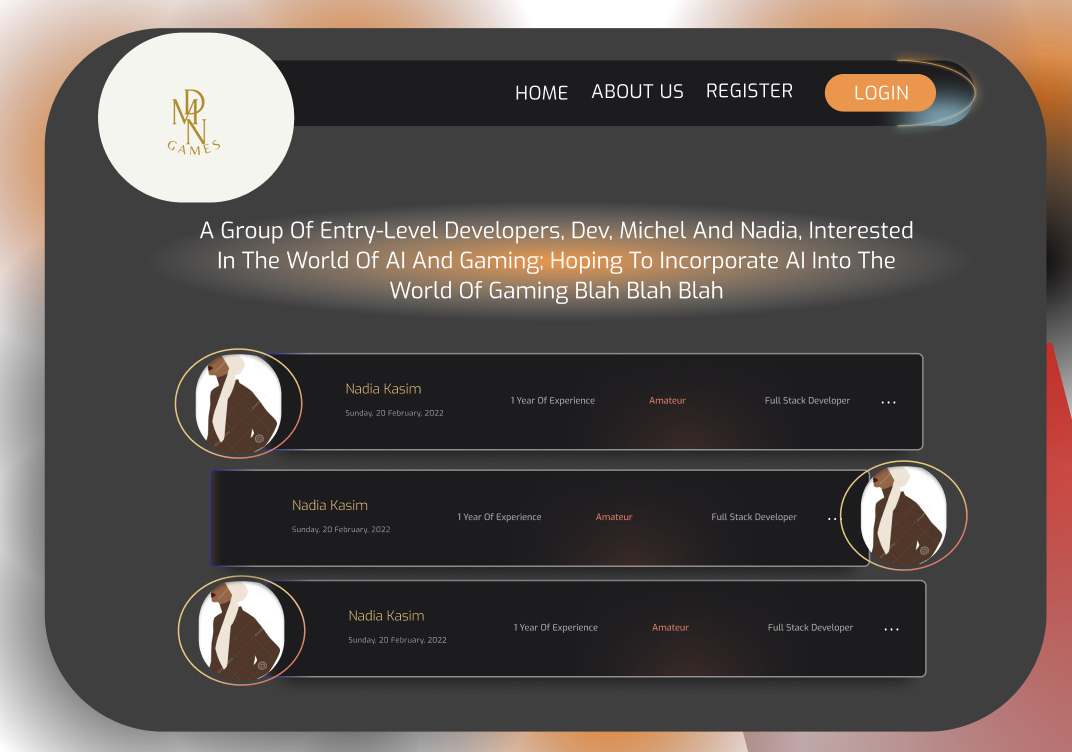 MDN
GAMES
HOME ABOUT US REGISTER LOGIN
A Group Of Entry-Level Developers, Dev, Michel And Nadia, Interested
In The World Of AI And Gaming; Hoping To Incorporate AI Into The
World Of Gaming Blah Blah Blah
Nadia Kasim
Sunday, 20 February, 2022
1 Year Of Experience
Amateur
Full Stack Developer
...
Nadia Kasim
Sunday, 20 February, 2022
1 Year Of Experience
Amateur
Full Stack Developer
...
Nadia Kasim
Sunday, 20 February, 2022
1 Year Of Experience
Amateur
Full Stack Developer
...